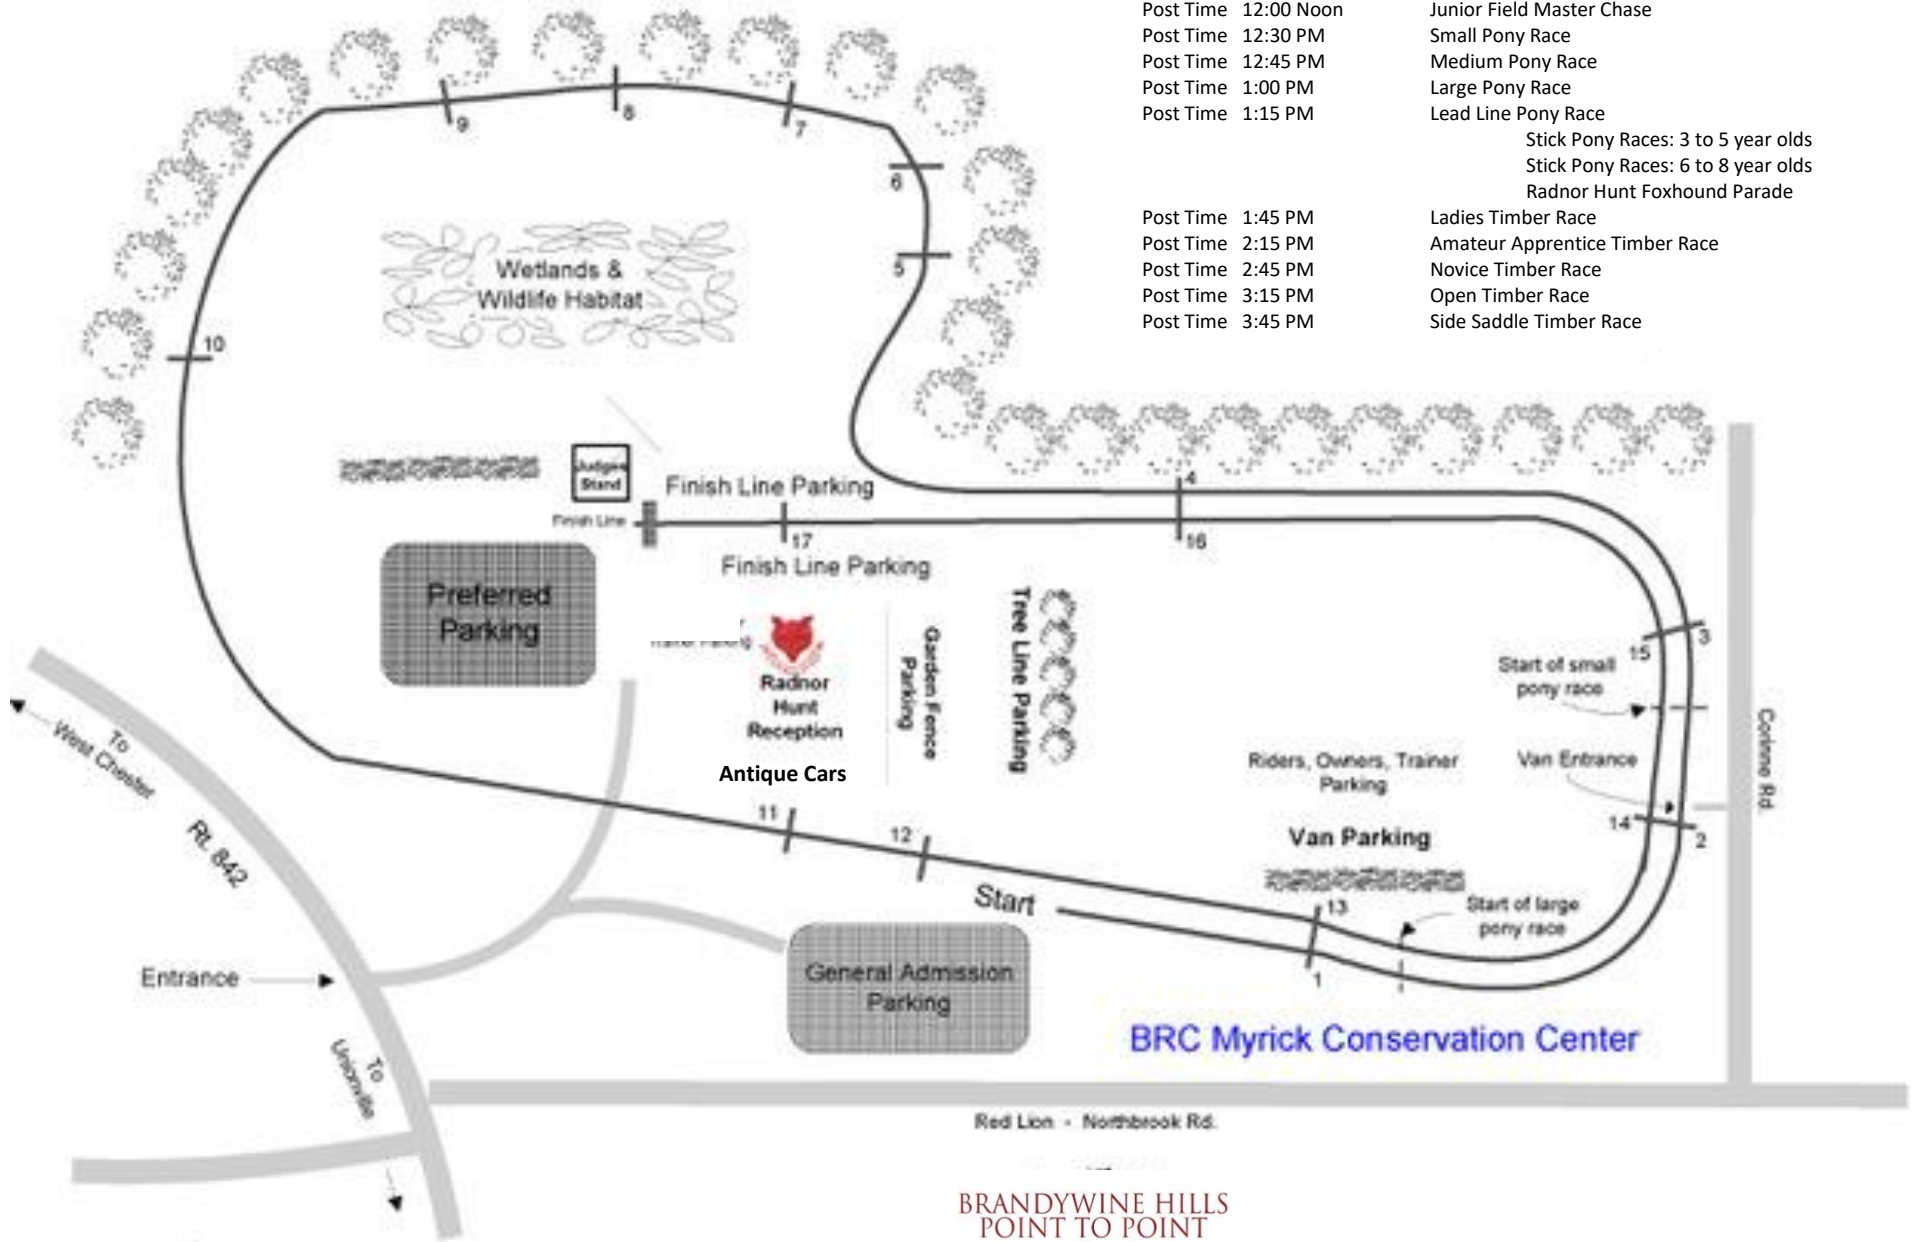 Post Time 12:00 Noon Junior Field Master Chase
Post Time 12:30 PM Small Pony Race
Post Time 12:45 PM Medium Pony Race
Post Time 1:00 PM Large Pony Race
Post Time 1:15 PM Lead Line Pony Race
Stick Pony Races: 3 to 5 year olds
Stick Pony Races: 6 to 8 year olds
Radnor Hunt Foxhound Parade
Post Time 1:45 PM Ladies Timber Race
Post Time 2:15 PM Amateur Apprentice Timber Race
Post Time 2:45 PM Novice Timber Race
Post Time 3:15 PM Open Timber Race
Post Time 3:45 PM Side Saddle Timber Race
9
8
7
6
5
Wetlands &
Wildlife Habitat
10
Judges
Stand
Finish Line Parking
4
Finish Line
17
16
Finish Line Parking
Preferred
Parking
Radnor
Hunt
Reception
Antique Cars
Garden Fence
Parking
Tree Line Parking
3
15
Start of small
pony race
Van Entrance
Riders, Owners, Trainer
Parking
Van Parking
14
2
Corinne Rd.
To
West Chester
Rt. 842
11
12
Start
13
Start of large
pony race
1
Entrance
General Admission
Parking
BRC Myrick Conservation Center
To
Unionville
Red Lion - Northbrook Rd.
BRANDYWINE HILLS
POINT TO POINT